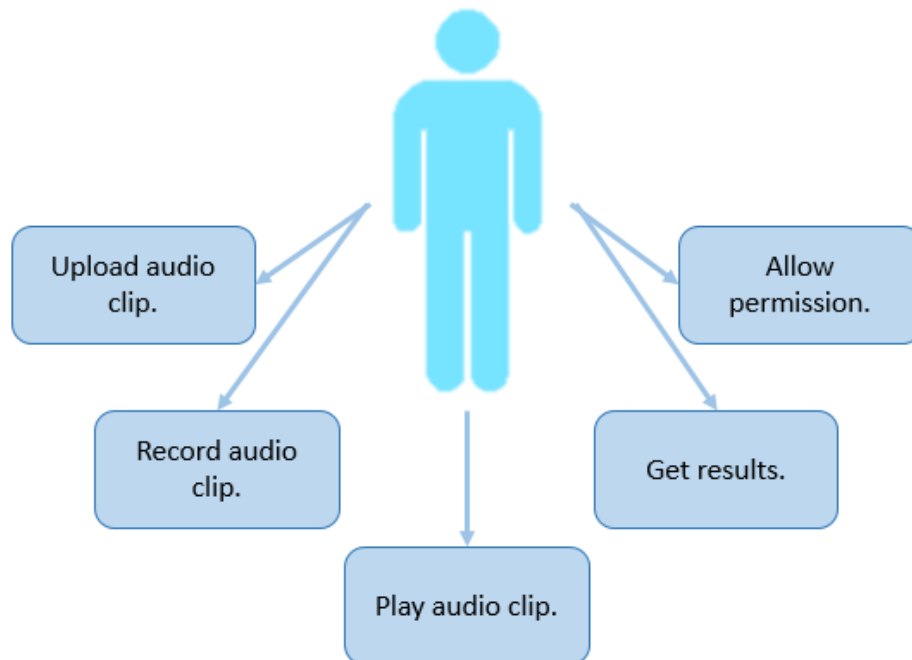 Upload audio
clip.
Allow
permission.
Record audio
clip.
Get results.
Play audio clip.